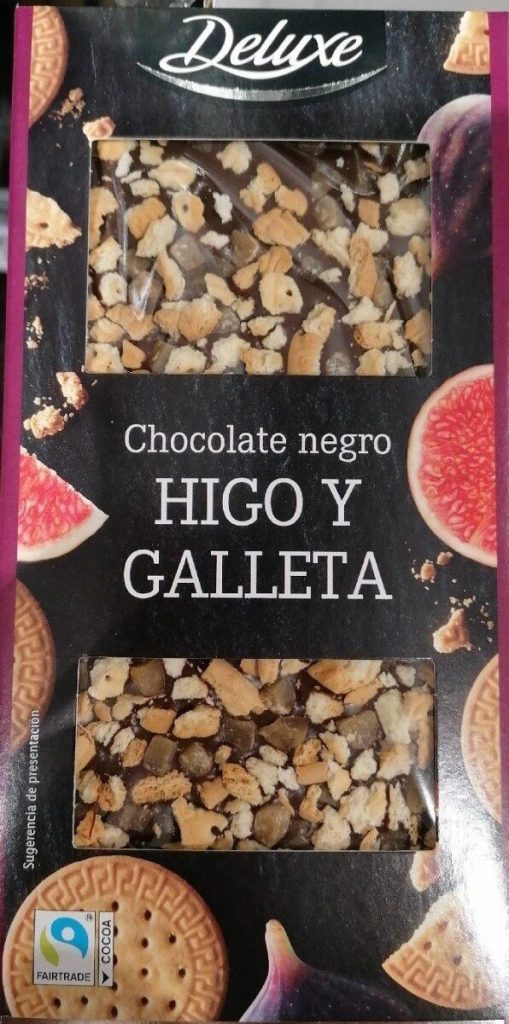 Deluxe
Chocolate negro
HIGO Y
GALLETA
Sugerencia de presentación
FAIRTRADE
COCOA